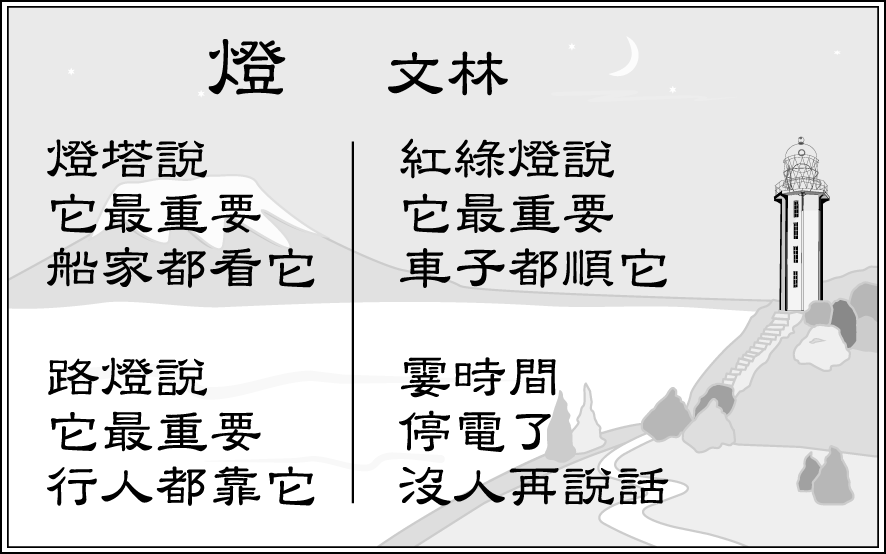 燈　文林
燈塔說
它最重要
船家都看它
路燈說
它最重要
行人都靠它
紅綠燈說
它最重要
車子都順它
霎時間
停電了
沒人再說話